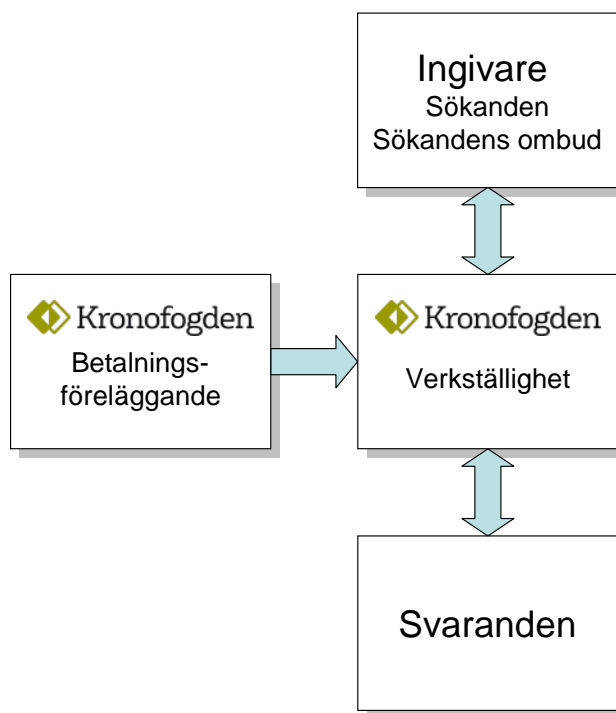 Ingivare
Sökanden
Sökandens ombud
Kronofogden
Betalnings-
föreläggande
Kronofogden
Verkställighet
Svaranden